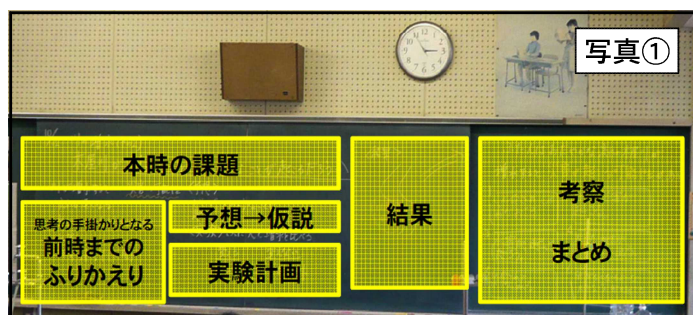 写真①
本時の課題
思考の手掛かりとなる
前時までの
ふりかえり
予想→仮説
実験計画
結果
考察
まとめ